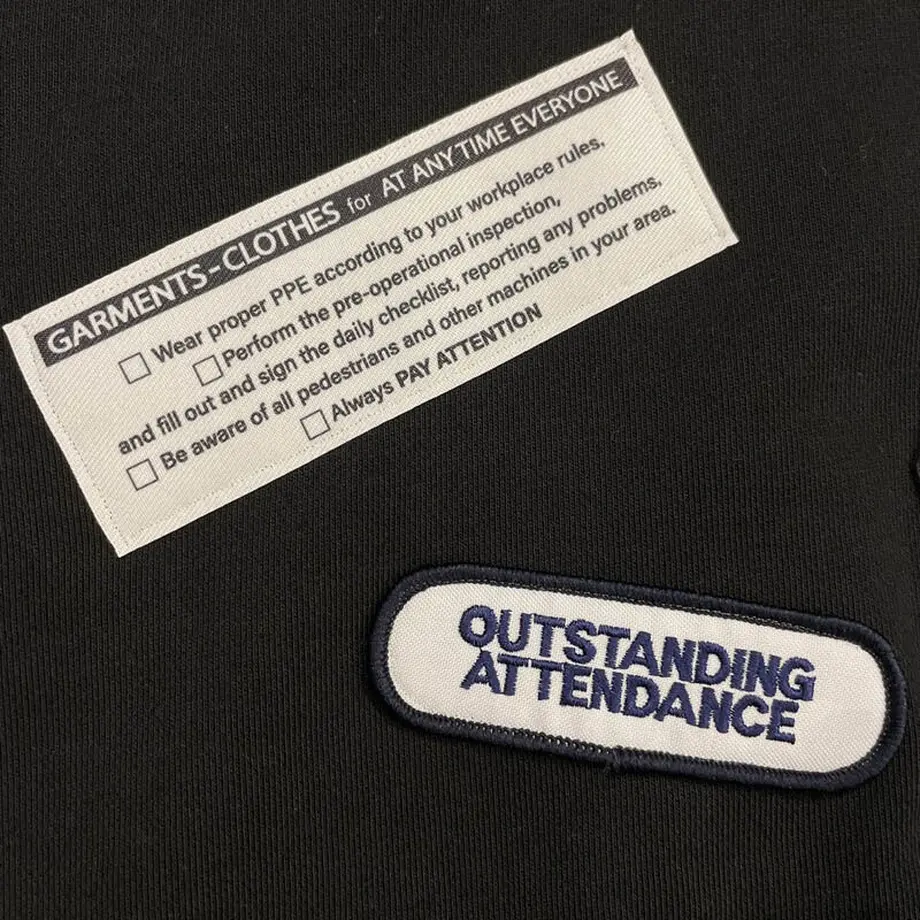 GARMENTS-CLOTHES for AT ANY TIME EVERYONE
Wear proper PPE according to your workplace rules.
Perform the pre-operational inspection,
and fill out and sign the daily checklist, reporting any problems.
Be aware of all pedestrians and other machines in your area.
Always PAY ATTENTION
OUTSTANDING
ATTENDANCE